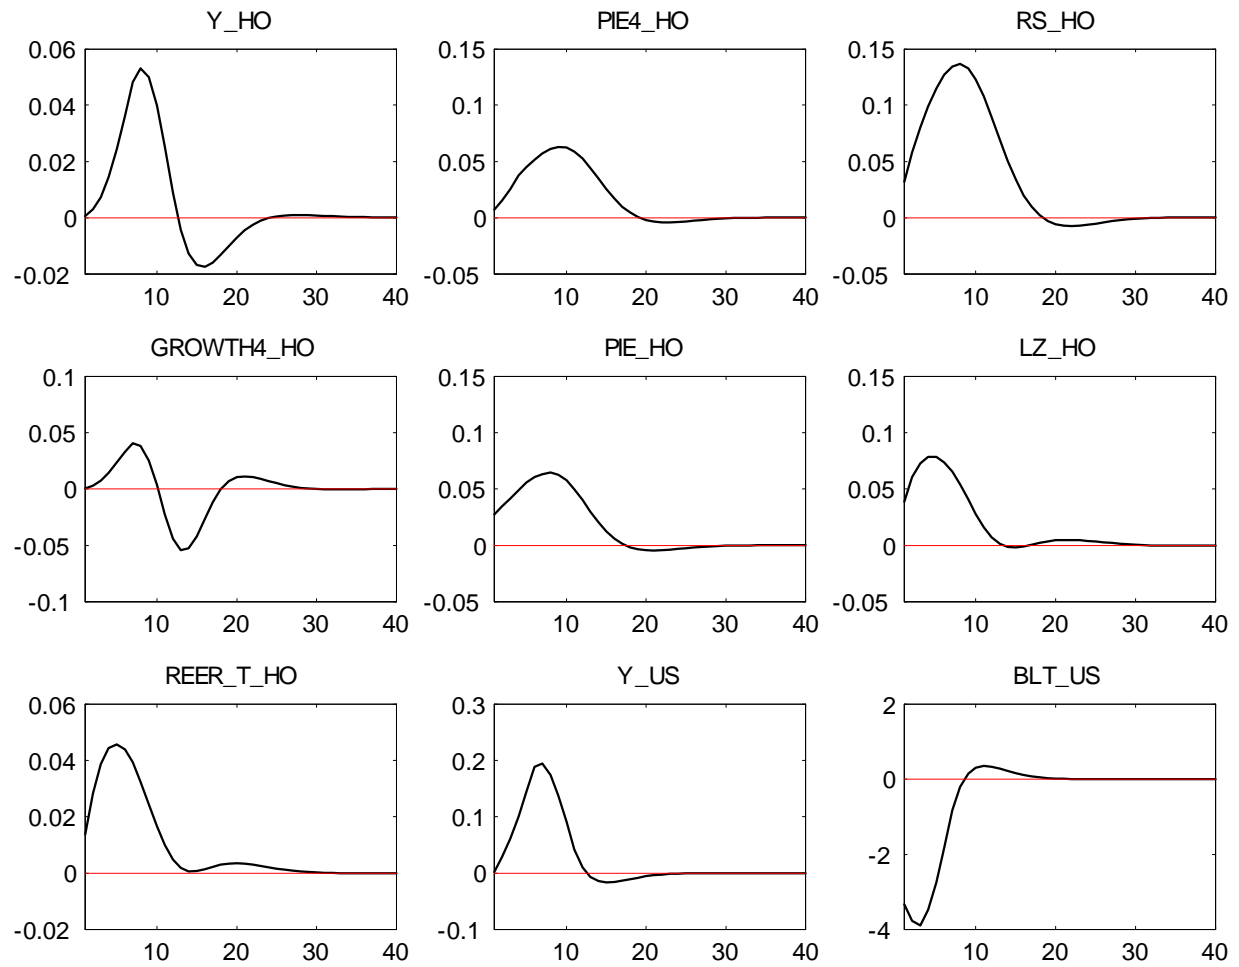 Y_HO PIE4_HO RS_HO
0.06 0.15 0.15
0.04 0.1 0.1
0.02 0.05 0.05
0 0 0
-0.02 -0.05 -0.05
10 20 30 40 10 20 30 40 10 20 30 40
GROWTH4_HO PIE_HO LZ_HO
0.1 0.15 0.15
0.05 0.1 0.1
0 0.05 0.05
-0.05 0 0
-0.1 -0.05 -0.05
10 20 30 40 10 20 30 40 10 20 30 40
REER_T_HO Y_US BLT_US
0.06 0.3 2
0.04 0.2 0
0.02 0.1 -2
0 0 -4
-0.02 -0.1
10 20 30 40 10 20 30 40 10 20 30 40